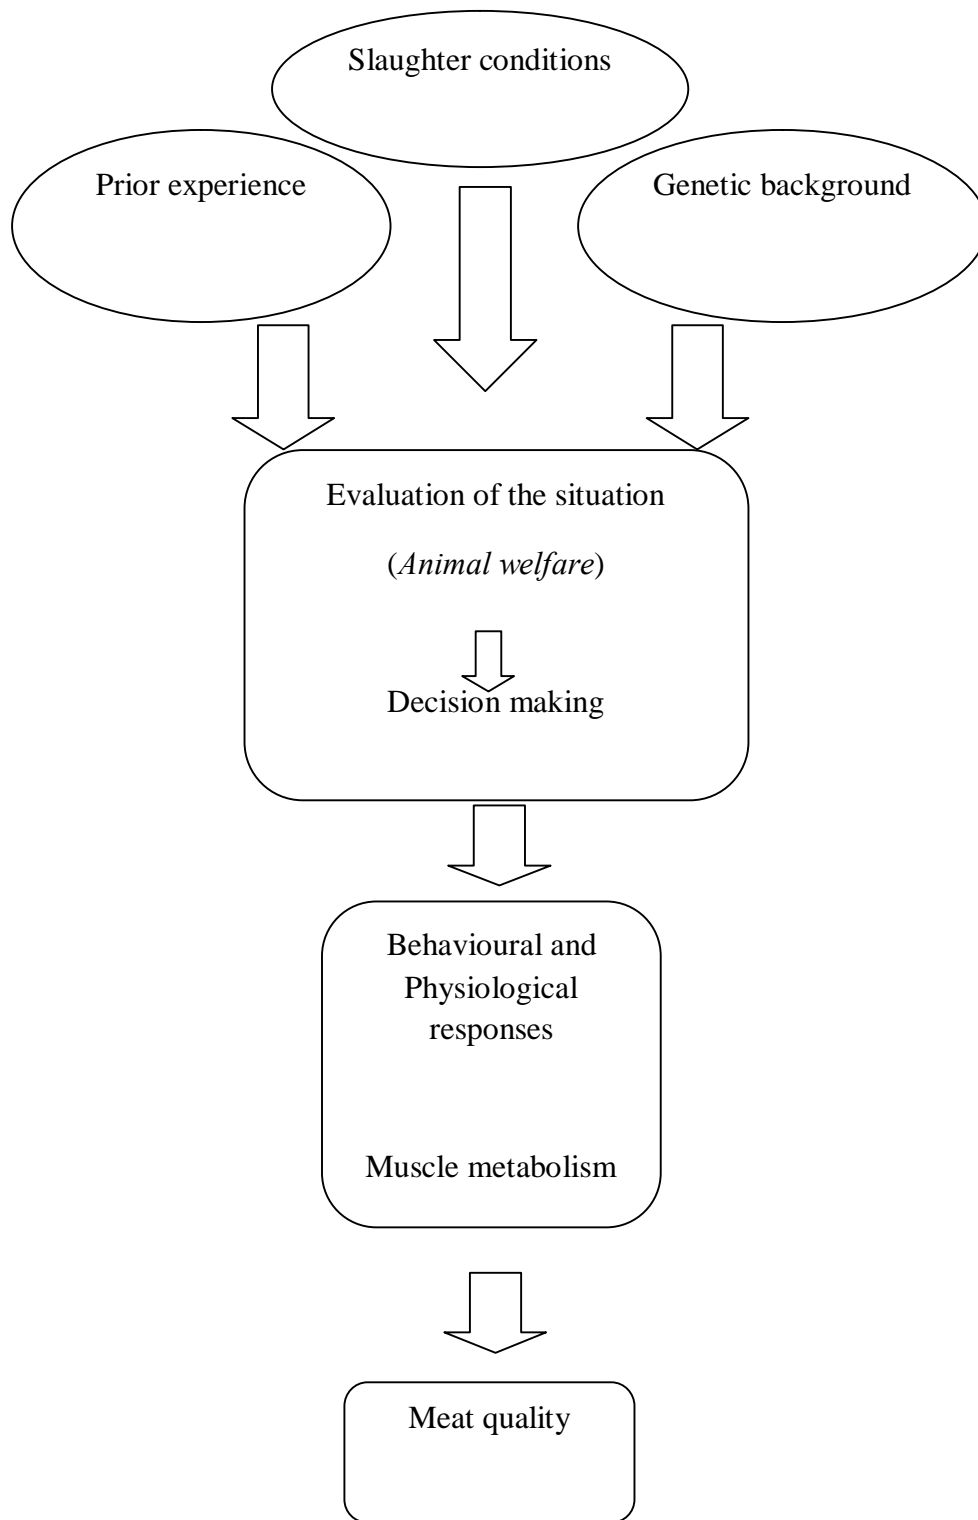 Slaughter conditions
Prior experience
Genetic background
Evaluation of the situation
(Animal welfare)
Decision making
Behavioural and
Physiological
responses
Muscle metabolism
Meat quality